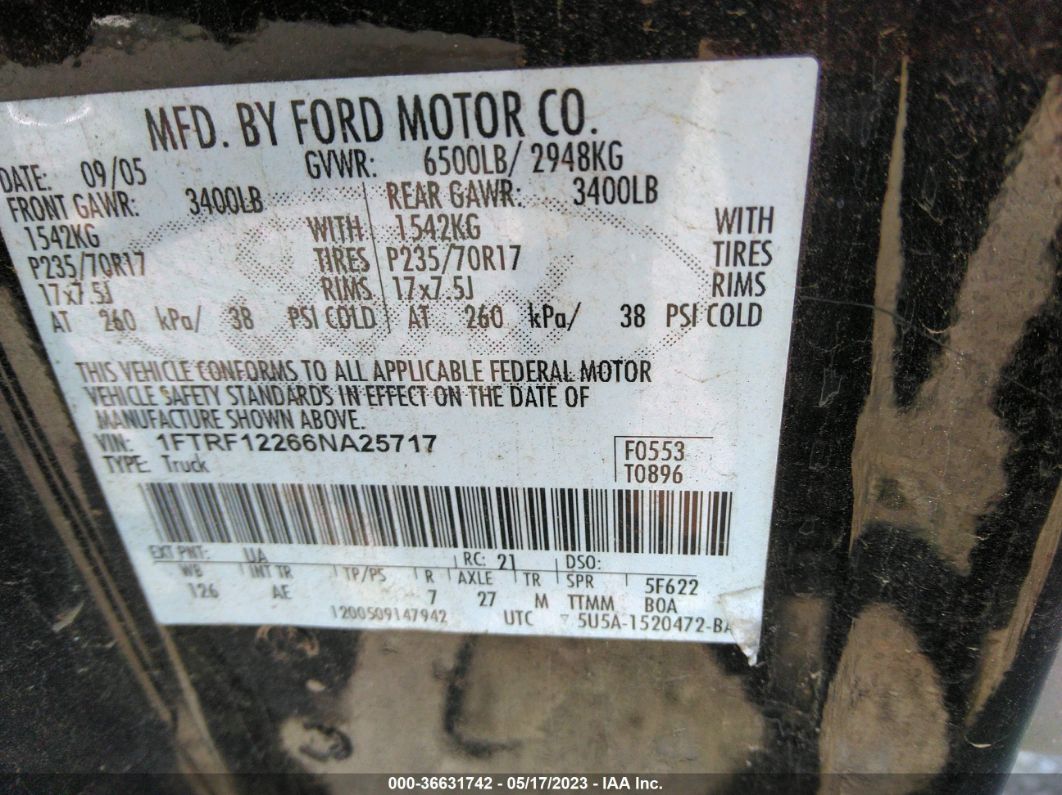 MFD. BY FORD MOTOR CO.
DATE: 09/05 GVWR: 6500LB/ 2948KG
FRONT GAWR: 3400LB REAR GAWR: 3400LB
1542KG WITH 1542KG WITH
P235/70R17 TIRES P235/70R17 TIRES
17x7.5J RIMS 17x7.5J RIMS
AT 260 kPa/ 38 PSI COLD AT 260 kPa/ 38 PSI COLD
THIS VEHICLE CONFORMS TO ALL APPLICABLE FEDERAL MOTOR
VEHICLE SAFETY STANDARDS IN EFFECT ON THE DATE OF
MANUFACTURE SHOWN ABOVE.
VIN: 1FTRF12266NA25717 F0553
TYPE: Truck T0896
EXT PNT: UA RC: 21 DSO:
WB INT TR TP/PS R AXLE TR SPR 5F622
126 AE 7 27 M TTMM BOA
1200509147942 UTC 5U5A-1520472-BA
000-36631742 - 05/17/2023 - IAA Inc.